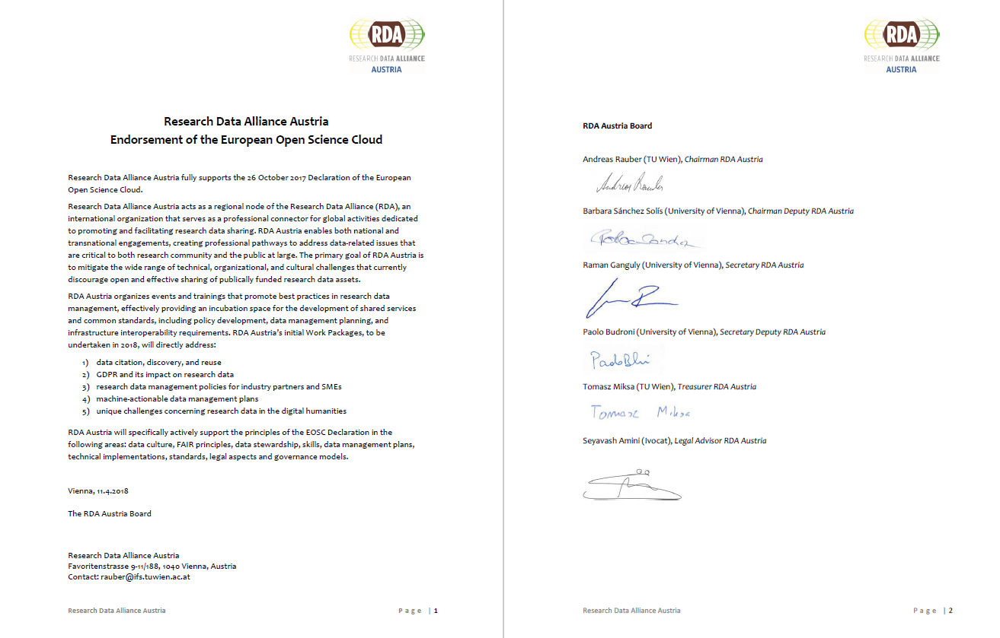 RDA
RESEARCH DATA ALLIANCE
AUSTRIA
Research Data Alliance Austria
Endorsement of the European Open Science Cloud
Research Data Alliance Austria fully supports the 26 October 2017 Declaration of the European
Open Science Cloud.
Research Data Alliance Austria acts as a regional node of the Research Data Alliance (RDA), an
international organization that serves as a professional connector for global activities dedicated
to promoting and facilitating research data sharing. RDA Austria enables both national and
transnational engagements, creating professional pathways to address data-related issues that
are critical to both research community and the public at large. The primary goal of RDA Austria is
to mitigate the wide range of technical, organizational, and cultural challenges that currently
discourage open and effective sharing of publically funded research data assets.
RDA Austria organizes events and trainings that promote best practices in research data
management, effectively providing an incubation space for the development of shared services
and common standards, including policy development, data management planning, and
infrastructure interoperability requirements. RDA Austria's initial Work Packages, to be
undertaken in 2018, will directly address:
1) data citation, discovery, and reuse
2) GDPR and its impact on research data
3) research data management policies for industry partners and SMEs
4) machine-actionable data management plans
5) unique challenges concerning research data in the digital humanities
RDA Austria will specifically actively support the principles of the EOSC Declaration in the
following areas: data culture, FAIR principles, data stewardship, skills, data management plans,
technical implementations, standards, legal aspects and governance models.
Vienna, 11.4.2018
The RDA Austria Board
Research Data Alliance Austria
Favoritenstrasse 9-11/188, 1040 Vienna, Austria
Contact: rauber@ifs.tuwien.ac.at
Research Data Alliance Austria Page | 1
RDA
RESEARCH DATA ALLIANCE
AUSTRIA
RDA Austria Board
Andreas Rauber (TU Wien), Chairman RDA Austria
Andreas Rauber
Barbara Sánchez Solís (University of Vienna), Chairman Deputy RDA Austria
Raman Ganguly (University of Vienna), Secretary RDA Austria
Paolo Budroni (University of Vienna), Secretary Deputy RDA Austria
Tomasz Miksa (TU Wien), Treasurer RDA Austria
Tomasz Miksa
Seyavash Amini (Ivocat), Legal Advisor RDA Austria
Research Data Alliance Austria Page | 2